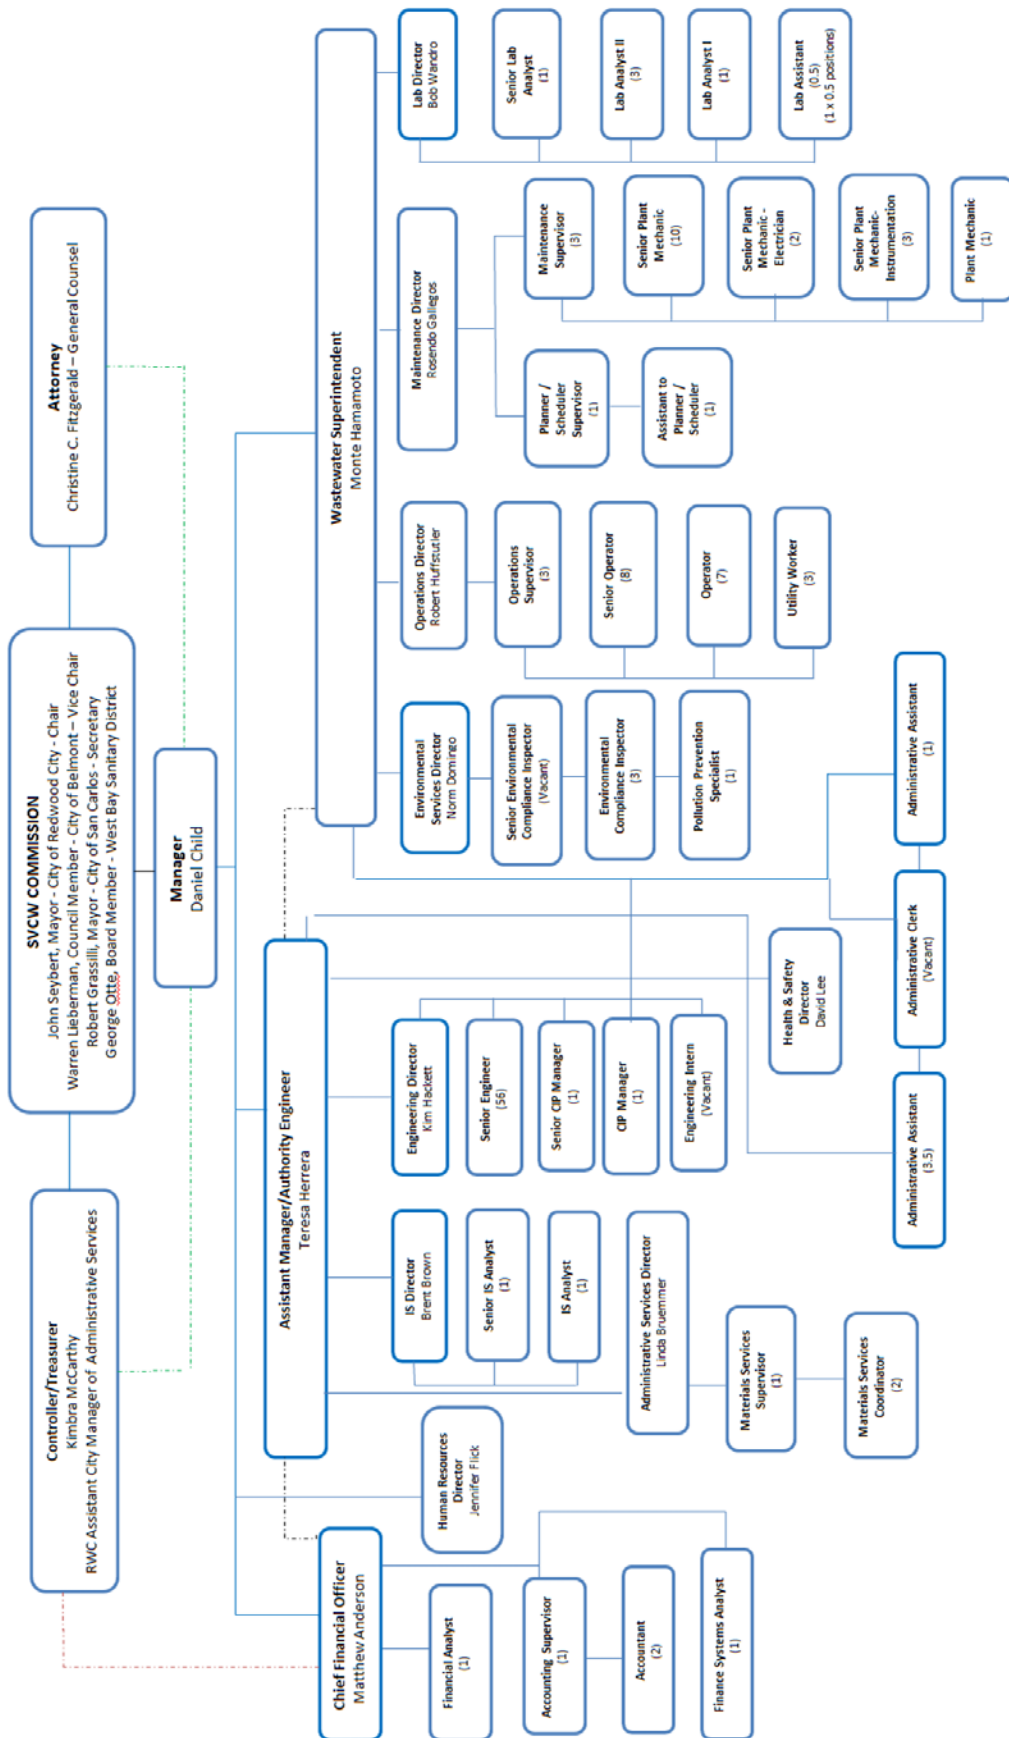 SVCW COMMISSION
John Seybert, Mayor - City of Redwood City - Chair
Warren Lieberman, Council Member - City of Belmont – Vice Chair
Robert Grassilli, Mayor - City of San Carlos - Secretary
George Otte, Board Member - West Bay Sanitary District
Controller/Treasurer
Kimbra McCarthy
RWC Assistant City Manager of Administrative Services
Attorney
Christine C. Fitzgerald – General Counsel
Manager
Daniel Child
Chief Financial Officer
Matthew Anderson
Financial Analyst
(1)
Accounting Supervisor
(1)
Accountant
(2)
Finance Systems Analyst
(1)
Human Resources
Director
Jennifer Flick
Assistant Manager/Authority Engineer
Teresa Herrera
IS Director
Brent Brown
Senior IS Analyst
(1)
IS Analyst
(1)
Administrative Services Director
Linda Bruemmer
Materials Services
Supervisor
(1)
Materials Services
Coordinator
(2)
Engineering Director
Kim Hackett
Senior Engineer
(56)
Senior CIP Manager
(1)
CIP Manager
(1)
Engineering Intern
(Vacant)
Health & Safety
Director
David Lee
Administrative Assistant
(3.5)
Administrative Clerk
(Vacant)
Administrative Assistant
(1)
Wastewater Superintendent
Monte Hamamoto
Environmental
Services Director
Norm Domingo
Senior Environmental
Compliance Inspector
(Vacant)
Environmental
Compliance Inspector
(3)
Pollution Prevention
Specialist
(1)
Operations Director
Robert Huffstutler
Operations
Supervisor
(3)
Senior Operator
(8)
Operator
(7)
Utility Worker
(3)
Maintenance Director
Rosendo Gallegos
Planner /
Scheduler
Supervisor
(1)
Assistant to
Planner /
Scheduler
(1)
Maintenance
Supervisor
(3)
Senior Plant
Mechanic
(10)
Senior Plant
Mechanic -
Electrician
(2)
Senior Plant
Mechanic-
Instrumentation
(3)
Plant Mechanic
(1)
Lab Director
Bob Wandro
Senior Lab
Analyst
(1)
Lab Analyst II
(3)
Lab Analyst I
(1)
Lab Assistant
(0.5)
(1 x 0.5 positions)